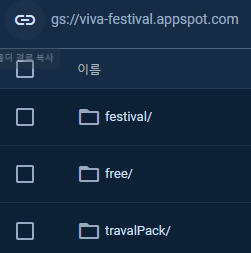 gs://viva-festival.appspot.com
폴더 경로 복사
이름
festival/
free/
travalPack/